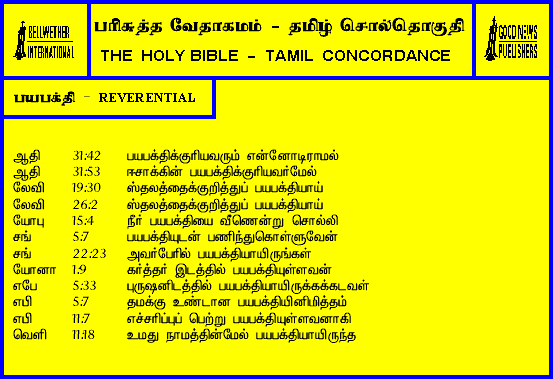 BELLWETHER
INTERNATIONAL
பரிசுத்த வேதாகமம் - தமிழ் சொல்தொகுதி
THE HOLY BIBLE - TAMIL CONCORDANCE
GOOD NEWS
PUBLISHERS
பயபக்தி - REVERENTIAL
ஆதி 31:42 பயபக்திக்குரியவரும் என்னோடிராமல்
ஆதி 31:53 ஈசாக்கின் பயபக்திக்குரியவர்மேல்
லேவி 19:30 ஸ்தலத்தைக்குறித்துப் பயபக்தியாய்
லேவி 26:2 ஸ்தலத்தைக்குறித்துப் பயபக்தியாய்
யோபு 15:4 நீர் பயபக்தியை வீணென்று சொல்லி
சங் 5:7 பயபக்தியுடன் பணிந்துகொள்ளுவேன்
சங் 22:23 அவர்பேரில் பயபக்தியாயிருங்கள்
யோனா 1:9 கர்த்தர் இடத்தில் பயபக்தியுள்ளவன்
எபே 5:33 புருஷனிடத்தில் பயபக்தியாயிருக்கக்கடவள்
எபி 5:7 தமக்கு உண்டான பயபக்தியினிமித்தம்
எபி 11:7 எச்சரிப்புப் பெற்று பயபக்தியுள்ளவனாகி
வெளி 11:18 உமது நாமத்தின்மேல் பயபக்தியாயிருந்த